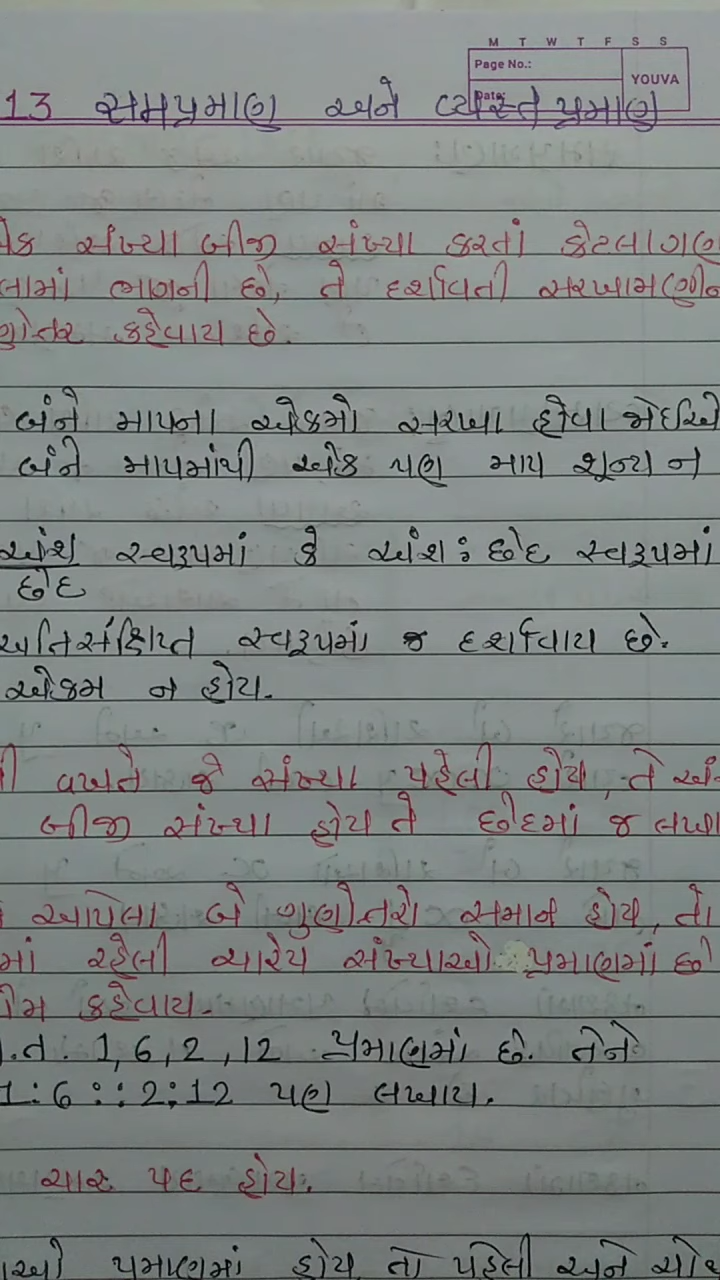 M T W T F S S
Page No.:
Date:
YOUVA
13 સમપ્રમાણ અને વ્યસ્ત પ્રમાણ
એક સંખ્યા બીજી સંખ્યા કરતાં કેટલાગણ
ભાગની છે, તે દર્શાવતી સરખામણીન
કહેવાય છે.
બંને માપના એકમો સરખા હોવા જોઈએ
બંને માપમાંથી એક પણ માપ શૂન્ય ન
અંશ સ્વરૂપમાં કે અંશ : છેદ સ્વરૂપમાં
છેદ
અતિસંક્ષિપ્ત સ્વરૂપમાં જ દર્શાવાય છે.
એકમ ન હોય.
વખતે જે સંખ્યા પહેલી હોય, તે અં
બીજી સંખ્યા હોય તે છેદમાં જ લખા
આપેલા બે ગુણોતરો સમાન હોય, તો
માં રહેલી ચારેય સંખ્યાઓ પ્રમાણમાં છે
એમ કહેવાય.
.ત. 1, 6, 2, 12 પ્રમાણમાં છે. તેને
1 : 6 : : 2 : 12 પણ લખાય.
ચાર પદ હોય.
પ્રમાણમાં હોય તો પહેલી અને ચો